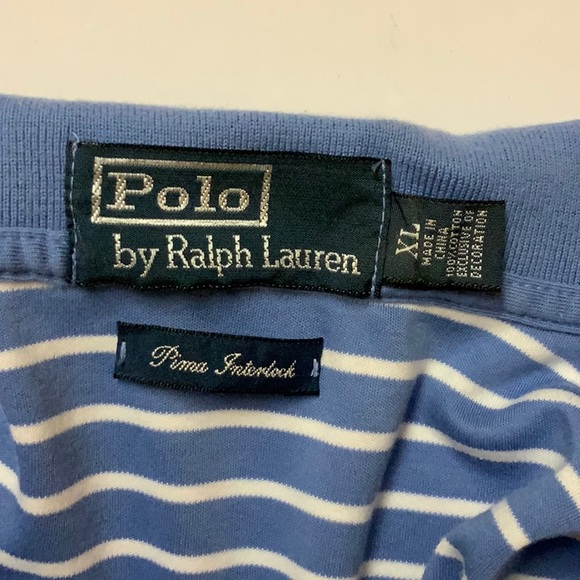 Polo
by Ralph Lauren
XL
MADE IN
CHINA
100% COTTON
EXCLUSIVE OF
DECORATION
Pima Interlock